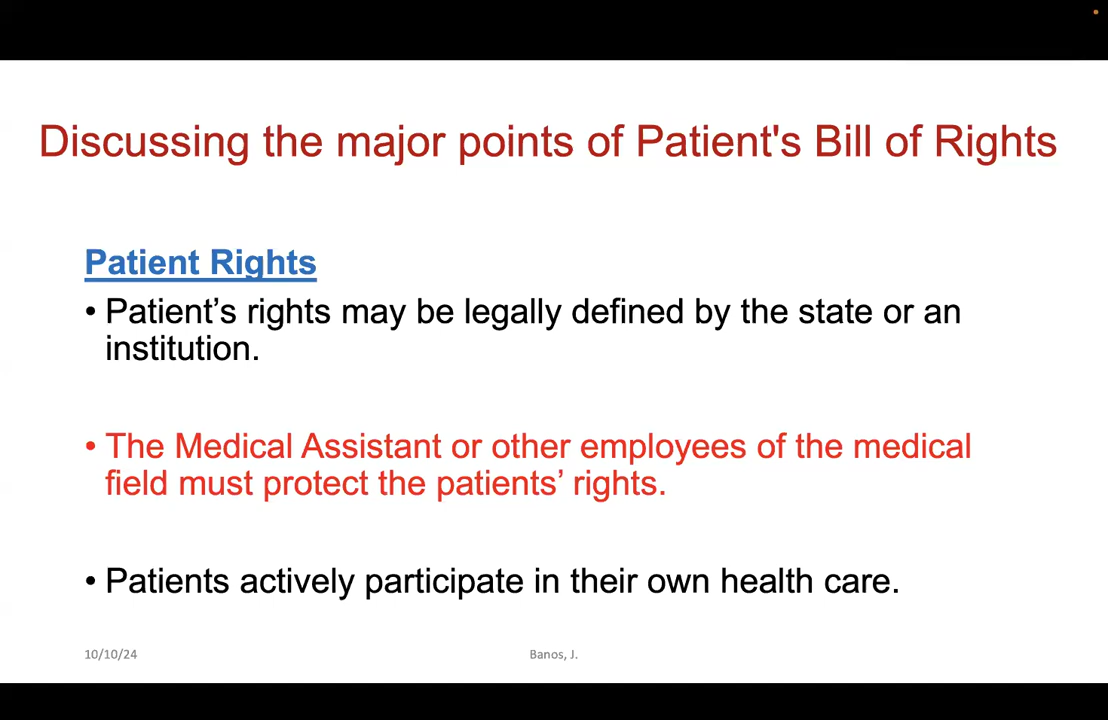 Discussing the major points of Patient's Bill of Rights
Patient Rights
• Patient’s rights may be legally defined by the state or an
institution.
• The Medical Assistant or other employees of the medical
field must protect the patients’ rights.
• Patients actively participate in their own health care.
10/10/24
Banos, J.